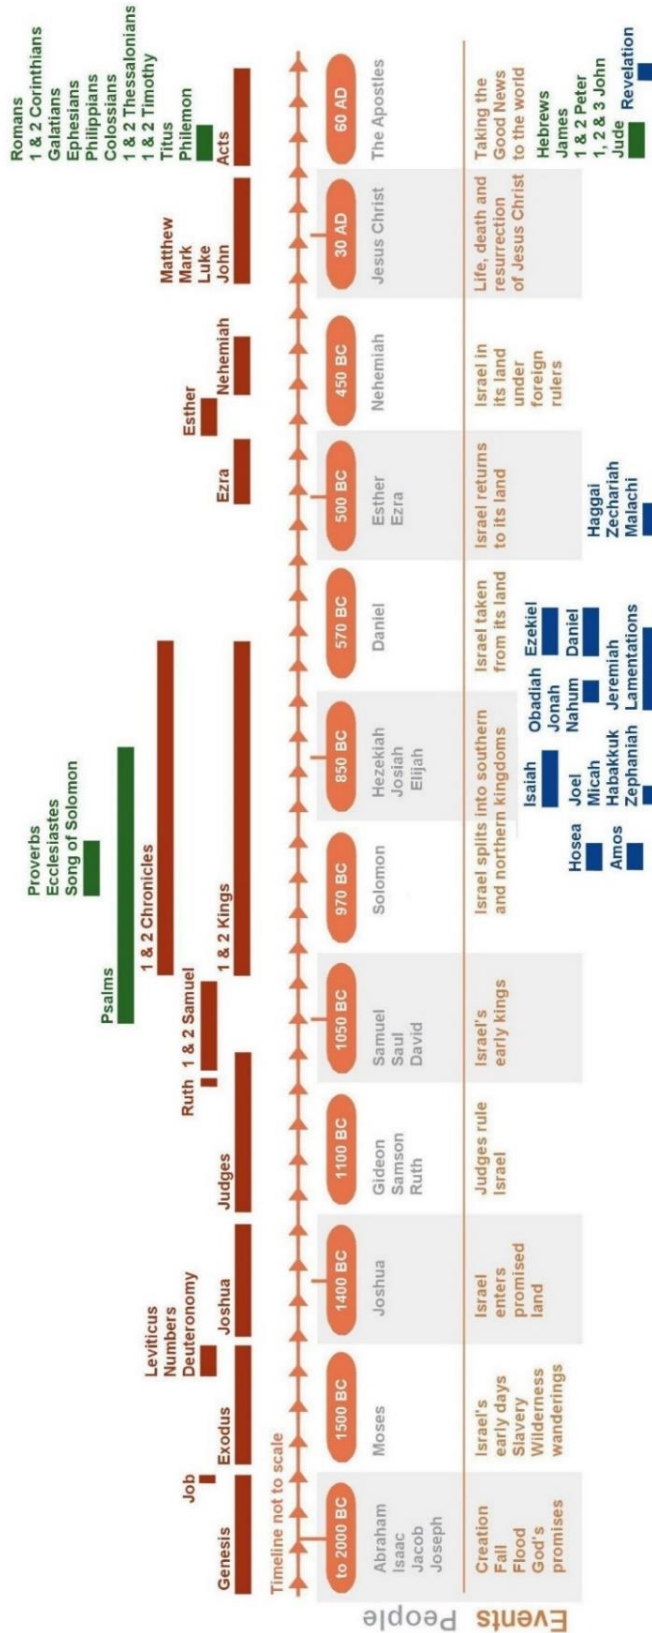 Romans
1 & 2 Corinthians
Galatians
Ephesians
Philippians
Colossians
1 & 2 Thessalonians
1 & 2 Timothy
Titus
Philemon
Proverbs
Ecclesiastes
Song of Solomon
Psalms
1 & 2 Chronicles
Leviticus
Numbers
Deuteronomy
Matthew
Mark
Luke
John
Job
Ruth
1 & 2 Samuel
Esther
Genesis
Exodus
Joshua
Judges
1 & 2 Kings
Ezra
Nehemiah
Acts
Timeline not to scale
to 2000 BC
1500 BC
1400 BC
1100 BC
1050 BC
970 BC
850 BC
570 BC
500 BC
450 BC
30 AD
60 AD
People
Abraham
Isaac
Jacob
Joseph
Moses
Joshua
Gideon
Samson
Ruth
Samuel
Saul
David
Solomon
Hezekiah
Josiah
Elijah
Daniel
Esther
Ezra
Nehemiah
Jesus Christ
The Apostles
Events
Creation
Fall
Flood
God's
promises
Israel's
early days
Slavery
Wilderness
wanderings
Israel
enters
promised
land
Judges rule
Israel
Israel's
early kings
Israel splits into southern
and northern kingdoms
Israel taken
from its land
Israel returns
to its land
Israel in
its land
under
foreign
rulers
Life, death and
resurrection
of Jesus Christ
Taking the
Good News
to the world
Hosea
Amos
Isaiah
Joel
Micah
Habakkuk
Zephaniah
Obadiah
Jonah
Nahum
Jeremiah
Lamentations
Ezekiel
Daniel
Haggai
Zechariah
Malachi
Hebrews
James
1 & 2 Peter
1, 2 & 3 John
Jude
Revelation